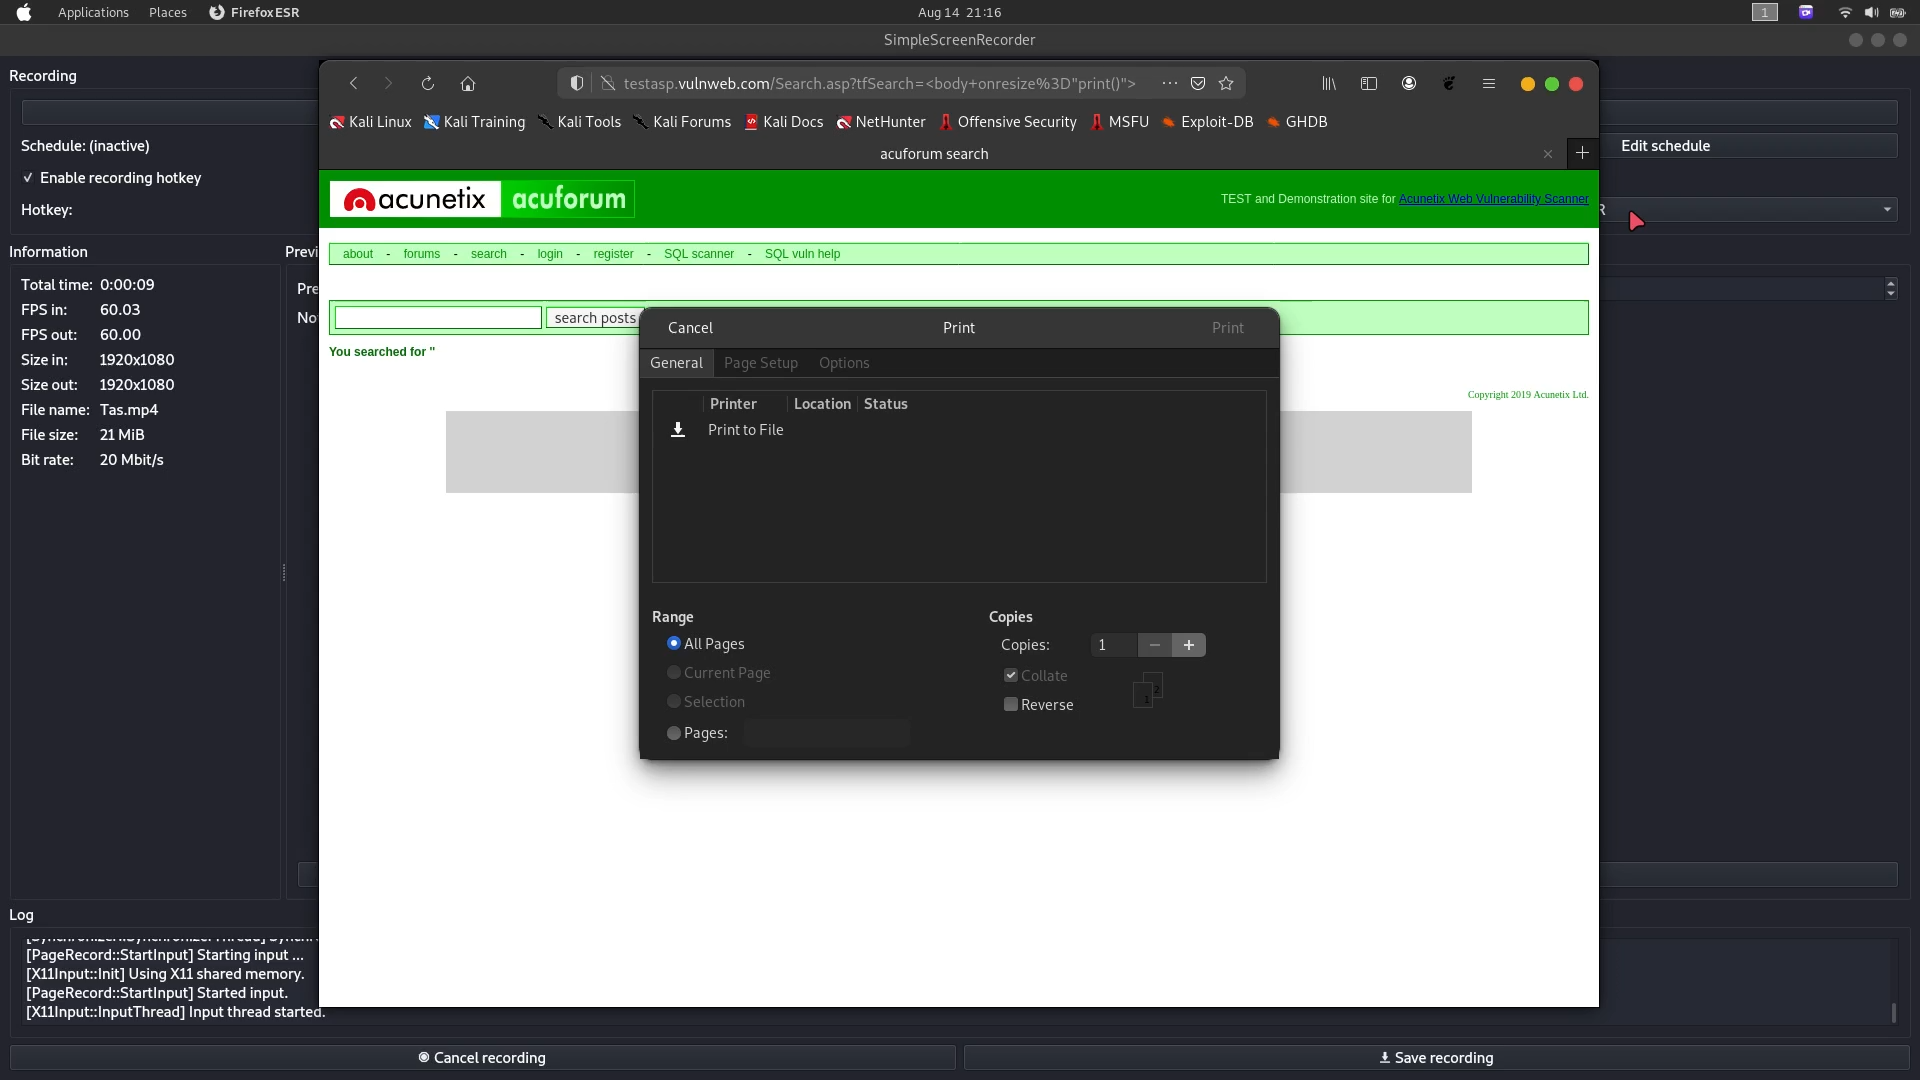 Applications Places FirefoxESR Aug 14 21:16 1
SimpleScreenRecorder
Recording
Schedule: (inactive)
Edit schedule
✓ Enable recording hotkey
Hotkey:
R
Information
Total time: 0:00:09
FPS in: 60.03
FPS out: 60.00
Size in: 1920x1080
Size out: 1920x1080
File name: Tas.mp4
File size: 21 MiB
Bit rate: 20 Mbit/s
Previ
Pre
No
testasp.vulnweb.com/Search.asp?tfSearch=<body+onresize%3D"print()">
Kali Linux Kali Training Kali Tools Kali Forums Kali Docs NetHunter Offensive Security MSFU Exploit-DB GHDB
acuforum search
acunetix acuforum
TEST and Demonstration site for Acunetix Web Vulnerability Scanner
about - forums - search - login - register - SQL scanner - SQL vuln help
search posts
You searched for ''
Copyright 2019 Acunetix Ltd.
Cancel Print Print
General Page Setup Options
Printer Location Status
Print to File
Range
All Pages
Current Page
Selection
Pages:
Copies
Copies: 1 − +
Collate
Reverse
1 2
Log
[PageRecord::StartInput] Starting input ...
[X11Input::Init] Using X11 shared memory.
[PageRecord::StartInput] Started input.
[X11Input::InputThread] Input thread started.
Cancel recording
Save recording